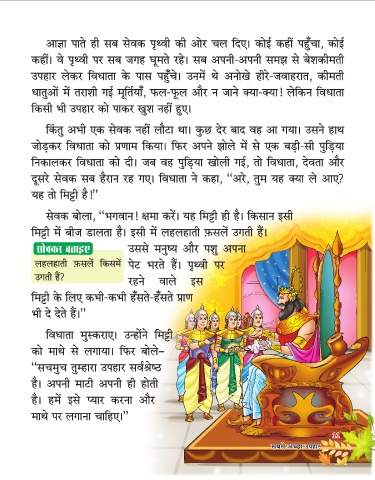 आज्ञा पाते ही सब सेवक पृथ्वी की ओर चल दिए। कोई कहीं पहुँचा, कोई
कहीं। वे पृथ्वी पर सब जगह घूमते रहे। सब अपनी-अपनी समझ से बेशकीमती
उपहार लेकर विधाता के पास पहुँचे। उनमें थे अनोखे हीरे-जवाहरात, कीमती
धातुओं में तराशी गई मूर्तियाँ, फल-फूल और न जाने क्या-क्या! लेकिन विधाता
किसी भी उपहार को पाकर खुश नहीं हुए।
किंतु अभी एक सेवक नहीं लौटा था। कुछ देर बाद वह आ गया। उसने हाथ
जोड़कर विधाता को प्रणाम किया। फिर अपने झोले में से एक बड़ी-सी पुड़िया
निकालकर विधाता को दी। जब वह पुड़िया खोली गई, तो विधाता, देवता और
दूसरे सेवक सब हैरान रह गए। विधाता ने कहा, “अरे, तुम यह क्या ले आए?
यह तो मिट्टी है!”
सेवक बोला, “भगवान! क्षमा करें। यह मिट्टी ही है। किसान इसी
मिट्टी में बीज डालता है। इसी में लहलहाती फ़सलें उगती हैं।
उससे मनुष्य और पशु अपना
पेट भरते हैं। पृथ्वी पर
रहने वाले इस
मिट्टी के लिए कभी-कभी हँसते-हँसते प्राण
भी दे देते हैं।”
सोचकर बताइए
लहलहाती फ़सलें किसमें
उगती हैं?
विधाता मुस्कराए। उन्होंने मिट्टी
को माथे से लगाया। फिर बोले–
“सचमुच तुम्हारा उपहार सर्वश्रेष्ठ
है। अपनी माटी अपनी ही होती
है। हमें इसे प्यार करना और
माथे पर लगाना चाहिए।”
सबसे अच्छा उपहार